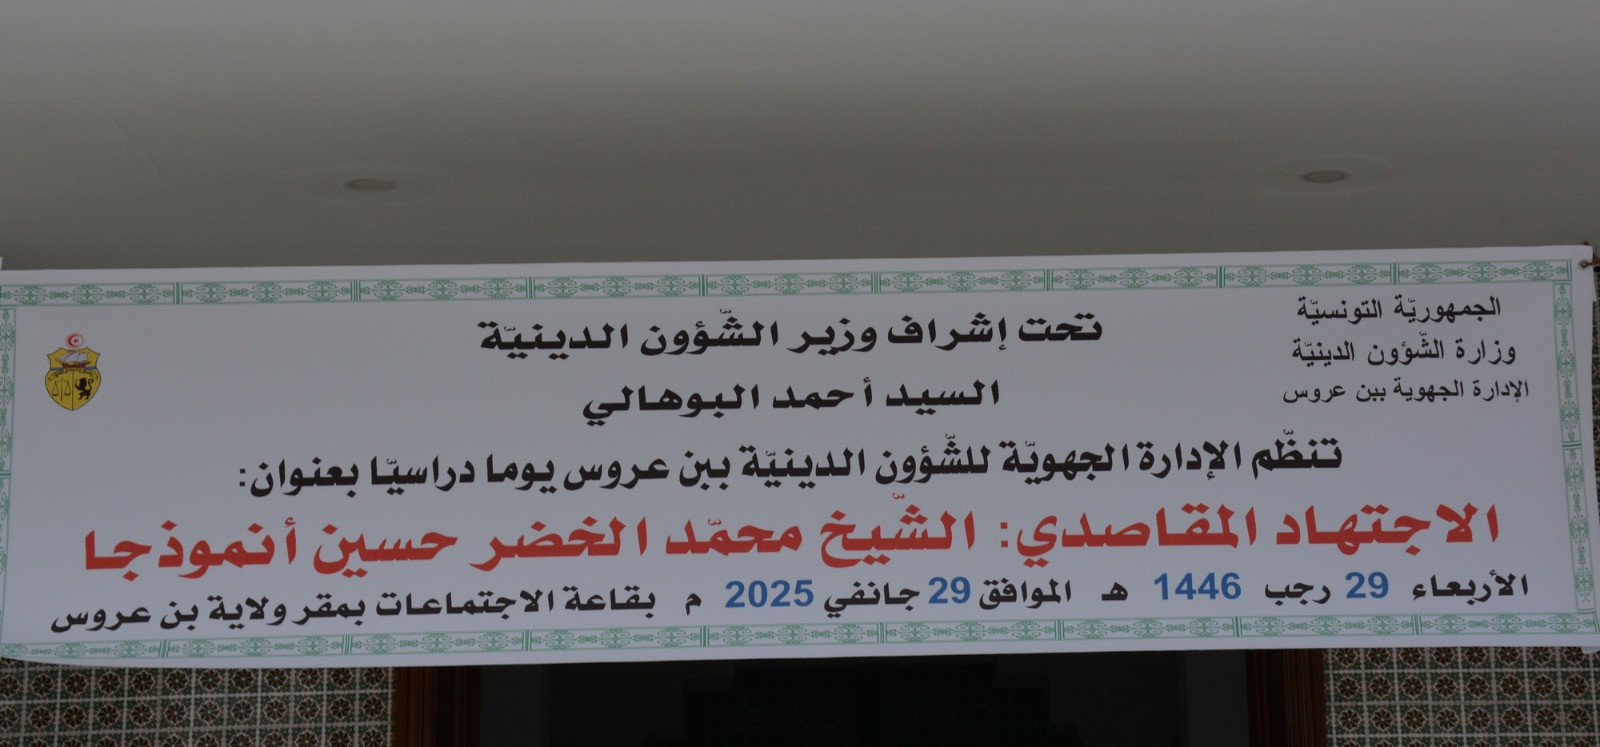 الجمهوريّة التونسيّة
وزارة الشّؤون الدينيّة
الإدارة الجهوية ببن عروس
تحت إشراف وزير الشّؤون الدينيّة
السيد أحمد البوهالي
تنظّم الإدارة الجهويّة للشّؤون الدينيّة ببن عروس يوما دراسيّا بعنوان:
الاجتهاد المقاصدي: الشّيخ محمّد الخضر حسين أنموذجا
الأربعاء 29 رجب 1446 هـ الموافق 29 جانفي 2025 م بقاعة الاجتماعات بمقر ولاية بن عروس